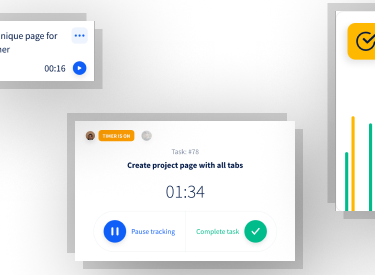 nique page for
ner
00:16
TIMER IS ON
Task: #78
Create project page with all tabs
01:34
Pause tracking
Complete task